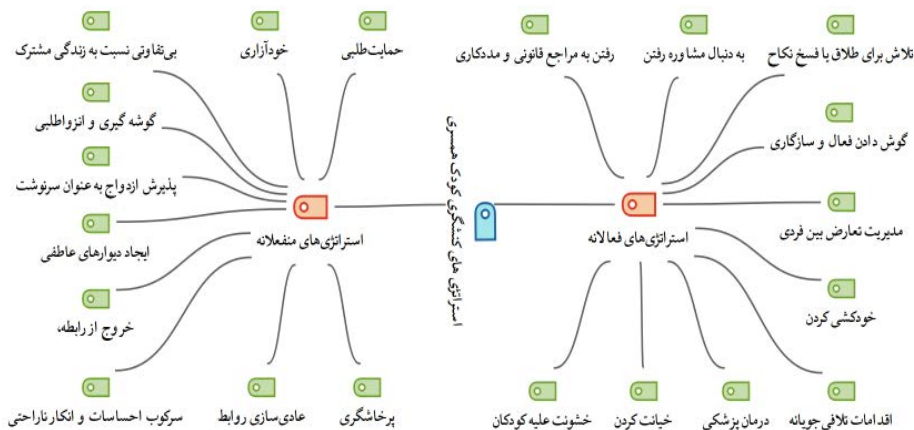 تلاش برای طلاق یا فسخ نکاح
به دنبال مشاوره رفتن
رفتن به مراجع قانونی و مددکاری
گوش دادن فعال و سازگاری
مدیریت تعارض بین فردی
خودکشی کردن
اقدامات تلافی جویانه
درمان پزشکی
خیانت کردن
خشونت علیه کودکان
استراتژی‌های فعالانه
استراتژی های کنشگری کودک همسری
استراتژی‌های منفعلانه
حمایت‌طلبی
خودآزاری
بی‌تفاوتی نسبت به زندگی مشترک
گوشه گیری و انزواطلبی
پذیرش ازدواج به عنوان سرنوشت
ایجاد دیوارهای عاطفی
خروج از رابطه،
سرکوب احساسات و انکار ناراحتی
عادی‌سازی روابط
پرخاشگری